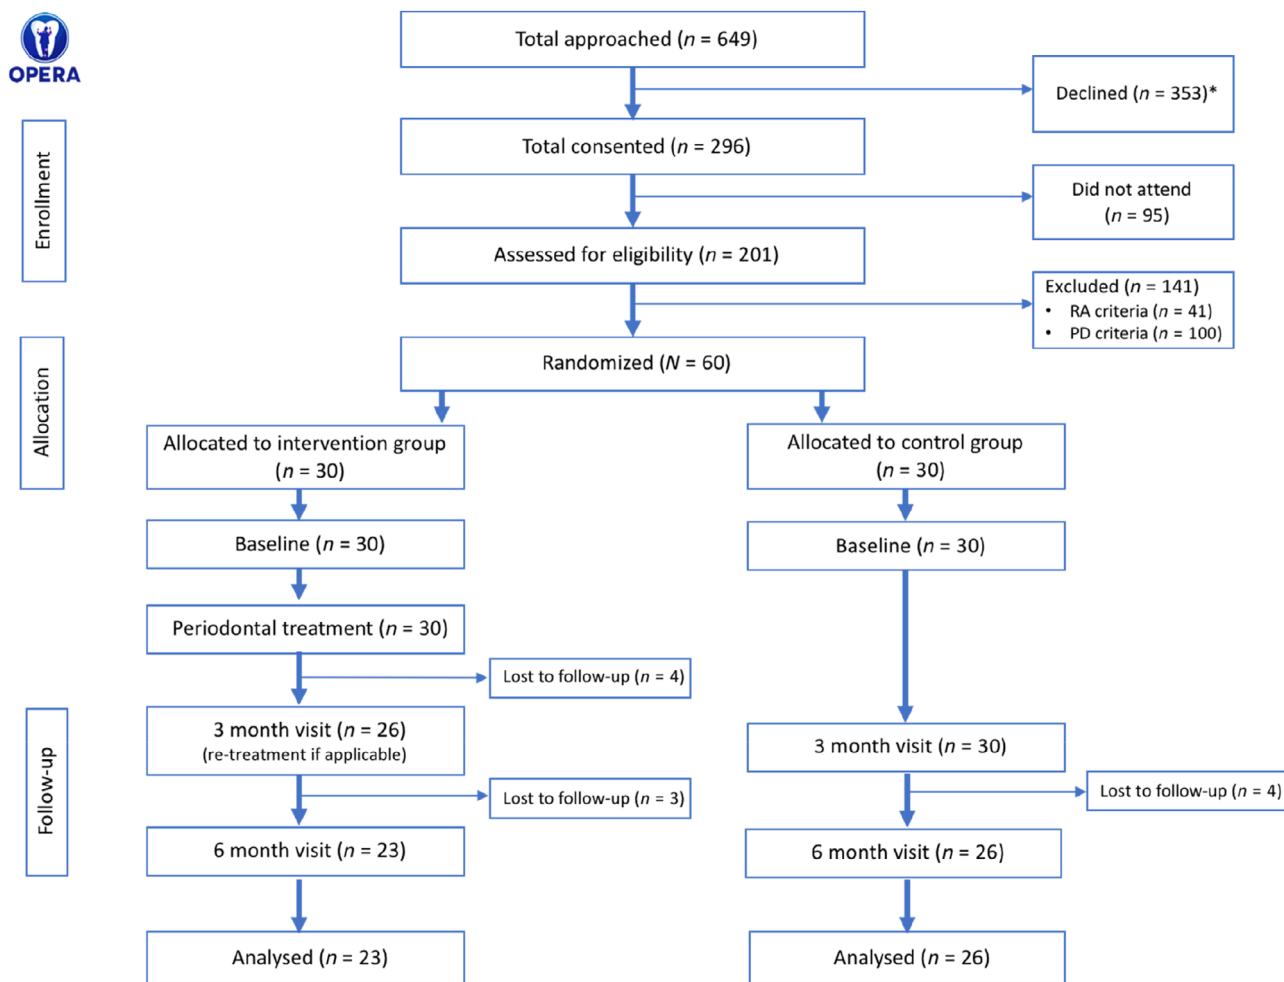 OPERA
Total approached (n = 649)
Declined (n = 353)*
Enrollment
Total consented (n = 296)
Did not attend
(n = 95)
Assessed for eligibility (n = 201)
Excluded (n = 141)
• RA criteria (n = 41)
• PD criteria (n = 100)
Allocation
Randomized (N = 60)
Allocated to intervention group
(n = 30)
Allocated to control group
(n = 30)
Baseline (n = 30)
Baseline (n = 30)
Periodontal treatment (n = 30)
Lost to follow-up (n = 4)
Follow-up
3 month visit (n = 26)
(re-treatment if applicable)
3 month visit (n = 30)
Lost to follow-up (n = 3)
Lost to follow-up (n = 4)
6 month visit (n = 23)
6 month visit (n = 26)
Analysed (n = 23)
Analysed (n = 26)